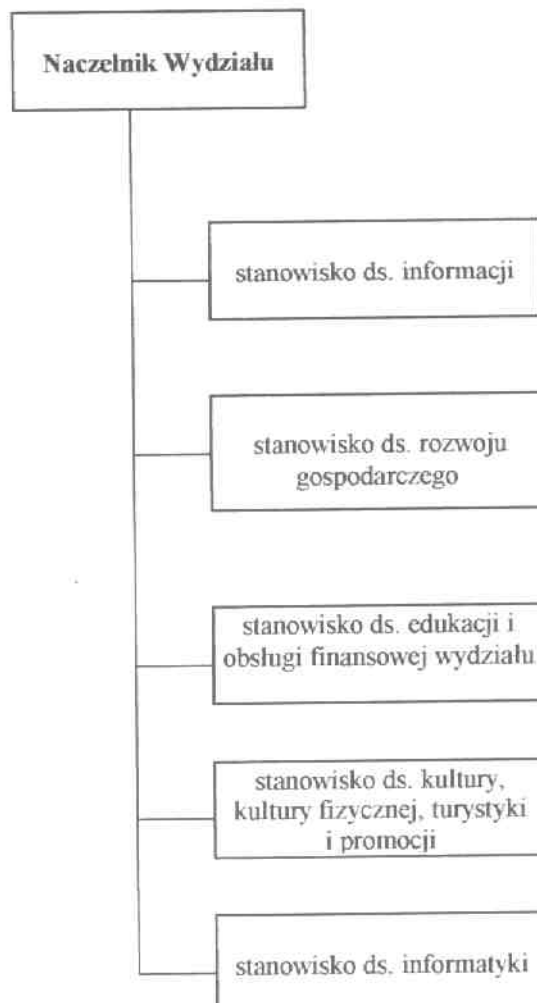 Naczelnik Wydziału
stanowisko ds. informacji
stanowisko ds. rozwoju
gospodarczego
stanowisko ds. edukacji i
obsługi finansowej wydziału
stanowisko ds. kultury,
kultury fizycznej, turystyki
i promocji
stanowisko ds. informatyki